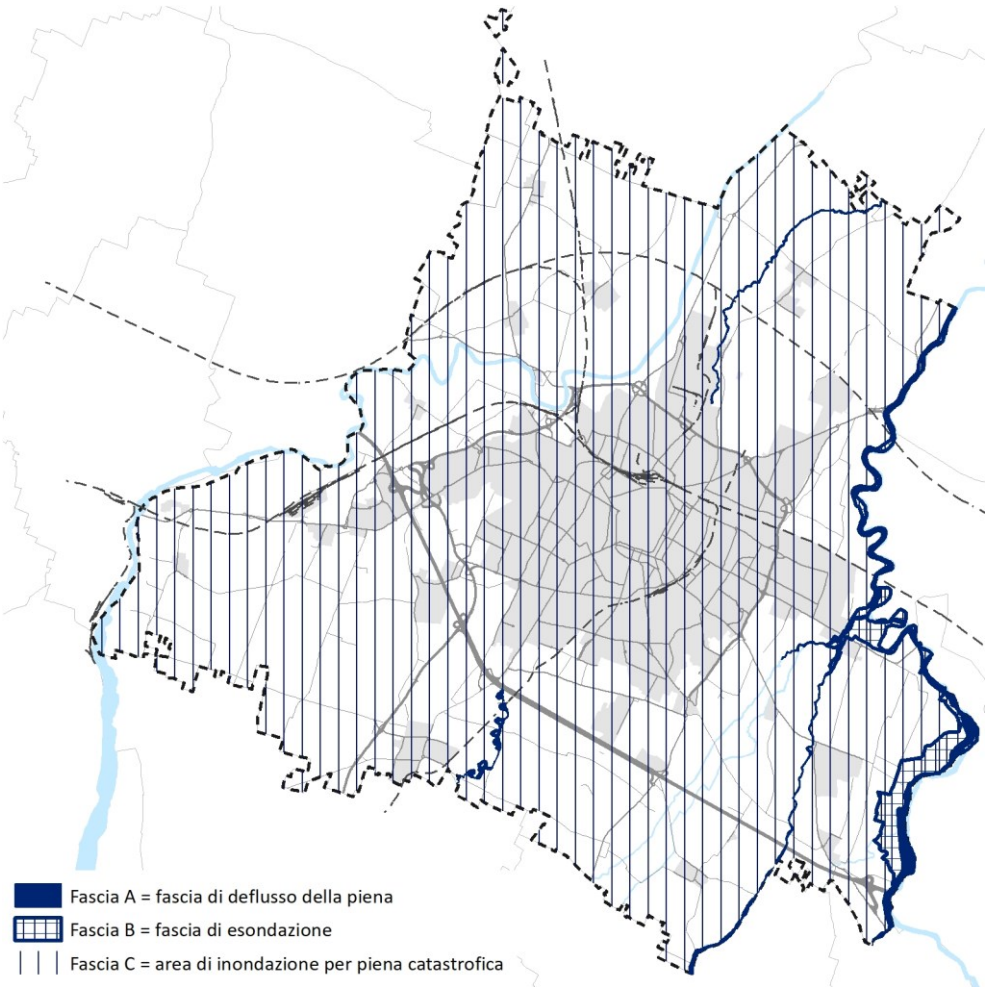 Fascia A = fascia di deflusso della piena
Fascia B = fascia di esondazione
Fascia C = area di inondazione per piena catastrofica